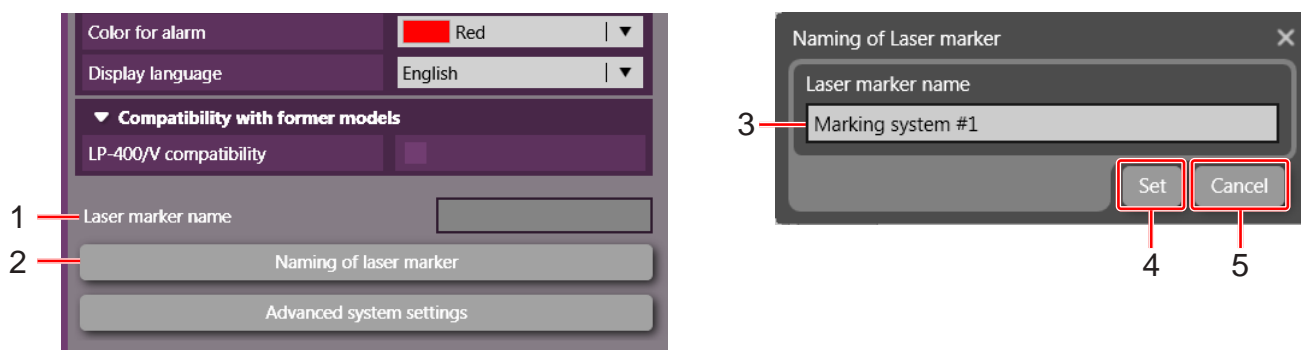 Color for alarm Red
Display language English
Compatibility with former models
LP-400/V compatibility
1 Laser marker name
2 Naming of laser marker
Advanced system settings
Naming of Laser marker
Laser marker name
3 Marking system #1
Set Cancel
4 5